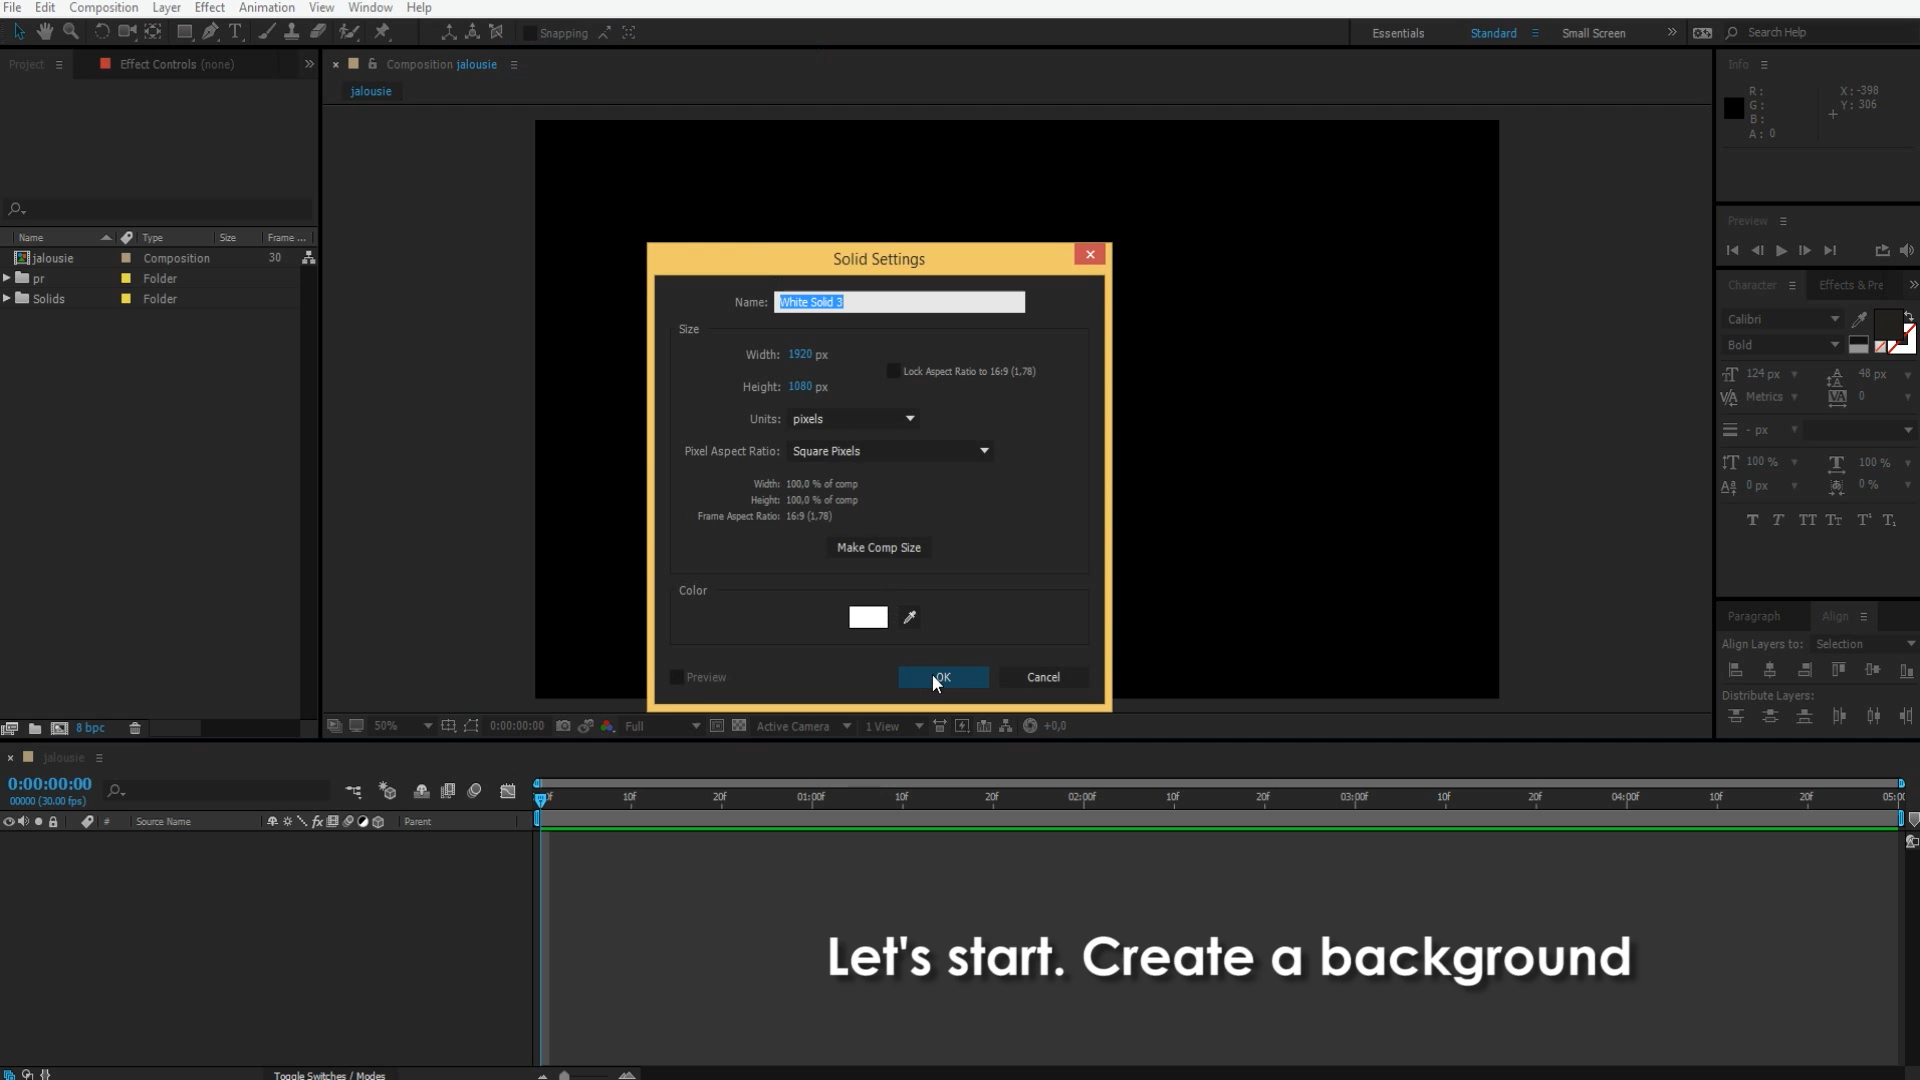 File Edit Composition Layer Effect Animation View Window Help
Snapping Essentials Standard Small Screen Search Help
Project Effect Controls (none) Composition jalousie Info
jalousie
R: X: -398
G: Y: 306
B:
A: 0
Preview
Name Type Size Frame ...
jalousie Composition 30
pr Folder
Solids Folder
Character Effects & Pre
Calibri
Bold
124 px 48 px
Metrics 0
- px
100 % 100 %
0 px 0 %
Solid Settings
Name: White Solid 3
Size
Width: 1920 px
Lock Aspect Ratio to 16:9 (1,78)
Height: 1080 px
Units: pixels
Pixel Aspect Ratio: Square Pixels
Width: 100,0 % of comp
Height: 100,0 % of comp
Frame Aspect Ratio: 16:9 (1,78)
Make Comp Size
Color
Preview OK Cancel
Paragraph Align
Align Layers to: Selection
Distribute Layers:
8 bpc 50% 0:00:00:00 Full Active Camera 1 View +0,0
jalousie
0:00:00:00
00000 (30.00 fps)
10f 20f 01:00f 10f 20f 02:00f 10f 20f 03:00f 10f 20f 04:00f 10f 20f
# Source Name Parent
Let's start. Create a background
Toggle Switches / Modes